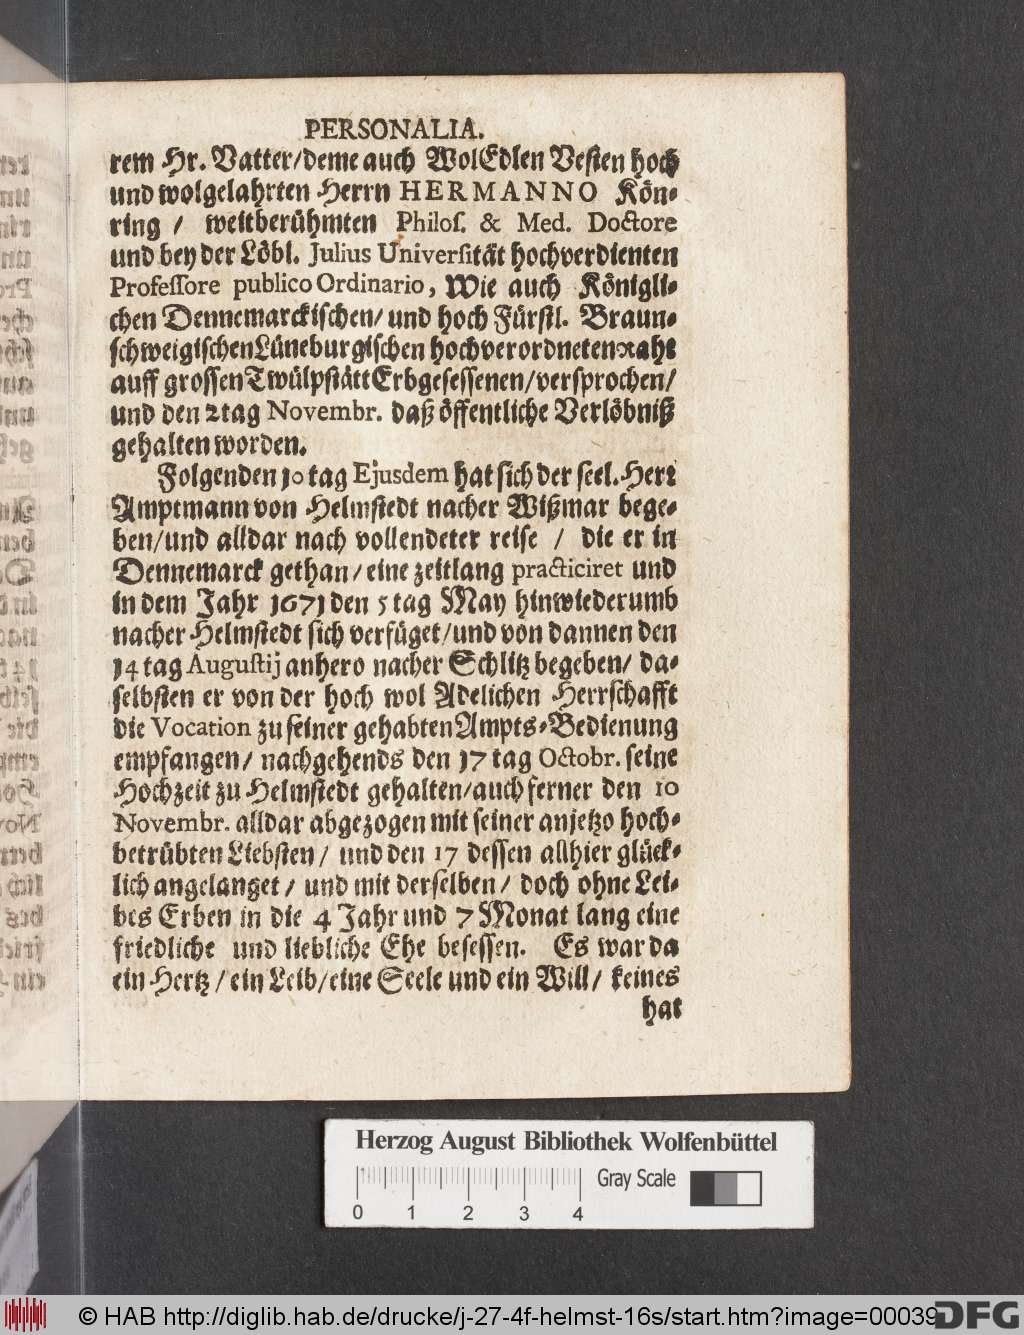 PERSONALIA.
rem Hr. Vatter/deme auch WolEdlen Vesten hoch
und wolgelahrten Herrn HERMANNO Kön-
ring / weitberühmten Philoſ. & Med. Doctore
und bey der Löbl. Julius Univerſität hochverdienten
Profeſſore publico Ordinario, Wie auch Königli-
chen Dennemarckiſchen/ und hoch Fürſtl. Braun-
ſchweigiſchen Lüneburgiſchen hochverordneten Raht
auff groſſen Twülpſtätt Erbgeſeſſenen/verſprochen/
und den 2 tag Novembr. daß öffentliche Verlöbniß
gehalten worden.
Folgenden 10 tag Ejusdem hat ſich der ſeel. Herr
Amptmann von Helmſtedt nacher Wißmar bege-
ben/und alldar nach vollendeter reiſe / die er in
Dennemarck gethan/eine zeitlang practiciret und
in dem Jahr 1671 den 5 tag May hinwiederumb
nacher Helmſtedt ſich verfüget/und von dannen den
14 tag Auguſtij anhero nacher Schlitz begeben/ da-
ſelbſten er von der hoch wol Adelichen Herrſchafft
die Vocation zu ſeiner gehabten Ampts-Bedienung
empfangen/ nachgehends den 17 tag Octobr. ſeine
Hochzeit zu Helmſtedt gehalten/auch ferner den 10
Novembr. alldar abgezogen mit ſeiner anjetzo hoch-
betrübten Liebſten/ und den 17 deſſen allhier glück-
lich angelanget / und mit derſelben/ doch ohne Lei-
bes Erben in die 4 Jahr und 7 Monat lang eine
friedliche und liebliche Ehe beſeſſen. Es war da
ein Hertz / ein Leib/eine Seele und ein Will/ keines
hat
Herzog August Bibliothek Wolfenbüttel
Gray Scale
0 1 2 3 4
© HAB http://diglib.hab.de/drucke/j-27-4f-helmst-16s/start.htm?image=00039
DFG